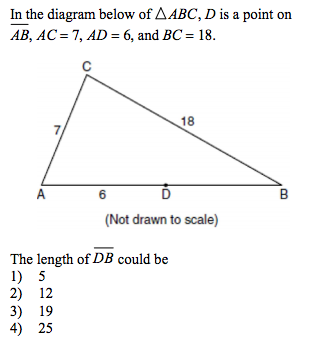 In the diagram below of △ABC, D is a point on
AB, AC = 7, AD = 6, and BC = 18.
C
18
7
A 6 D B
(Not drawn to scale)
The length of DB could be
1) 5
2) 12
3) 19
4) 25